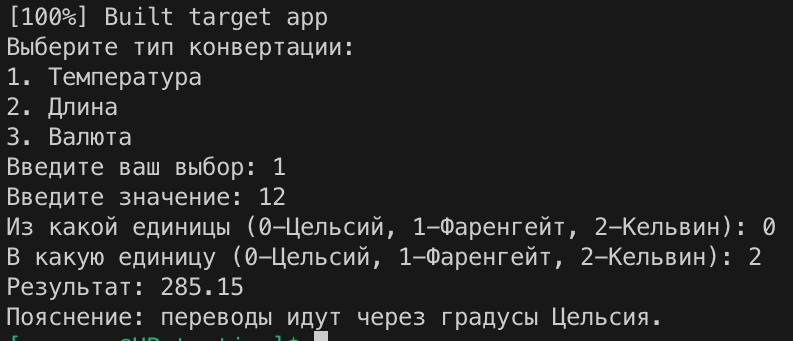 [100%] Built target app
Выберите тип конвертации:
1. Температура
2. Длина
3. Валюта
Введите ваш выбор: 1
Введите значение: 12
Из какой единицы (0-Цельсий, 1-Фаренгейт, 2-Кельвин): 0
В какую единицу (0-Цельсий, 1-Фаренгейт, 2-Кельвин): 2
Результат: 285.15
Пояснение: переводы идут через градусы Цельсия.